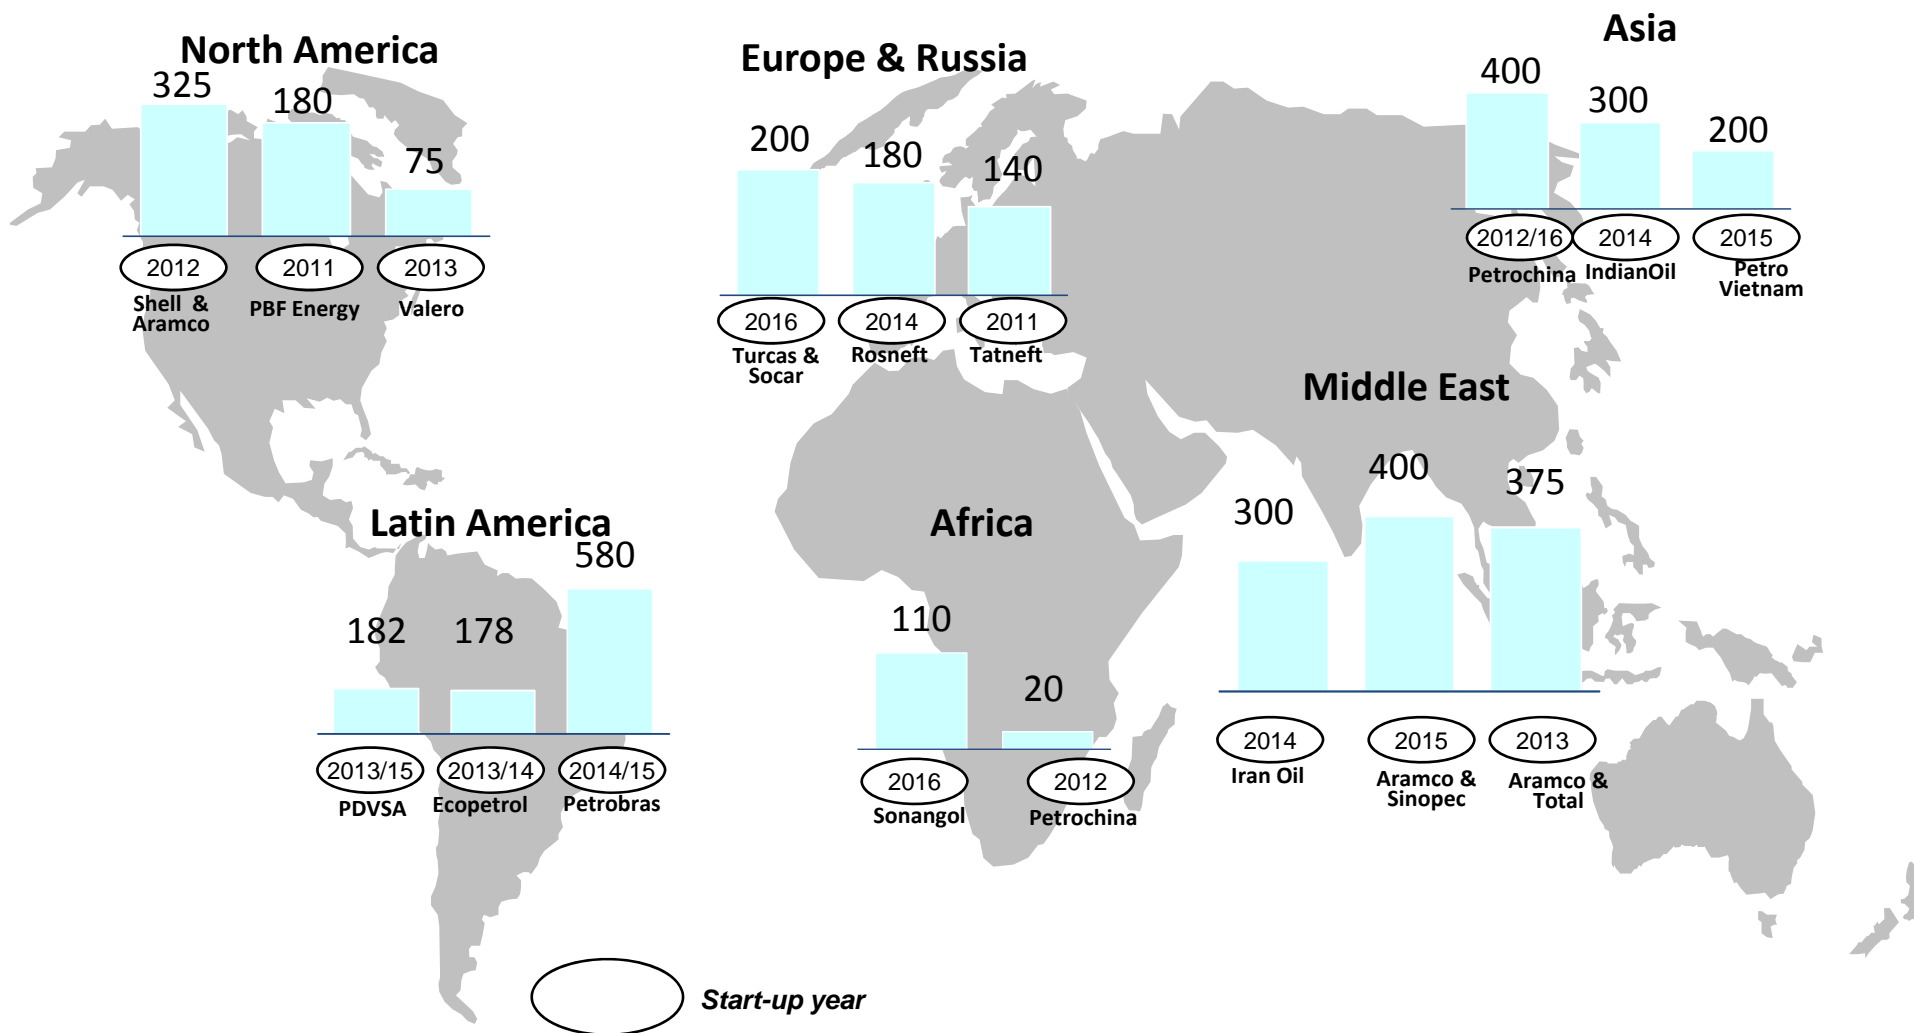 North America
325
180
75
2012
2011
2013
Shell &
Aramco
PBF Energy
Valero
Europe & Russia
200
180
140
2016
2014
2011
Turcas &
Socar
Rosneft
Tatneft
Asia
400
300
200
2012/16
2014
2015
Petrochina
IndianOil
Petro
Vietnam
Latin America
580
182
178
2013/15
2013/14
2014/15
PDVSA
Ecopetrol
Petrobras
Africa
110
20
2016
2012
Sonangol
Petrochina
Middle East
300
400
375
2014
2015
2013
Iran Oil
Aramco &
Sinopec
Aramco &
Total
Start-up year